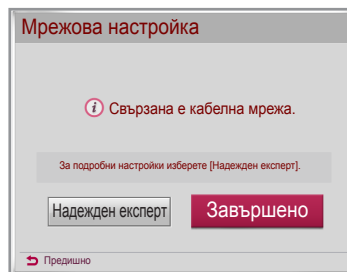 Мрежова настройка
Свързана е кабелна мрежа.
За подробни настройки изберете [Надежден експерт].
Надежден експерт
Завършено
Предишно